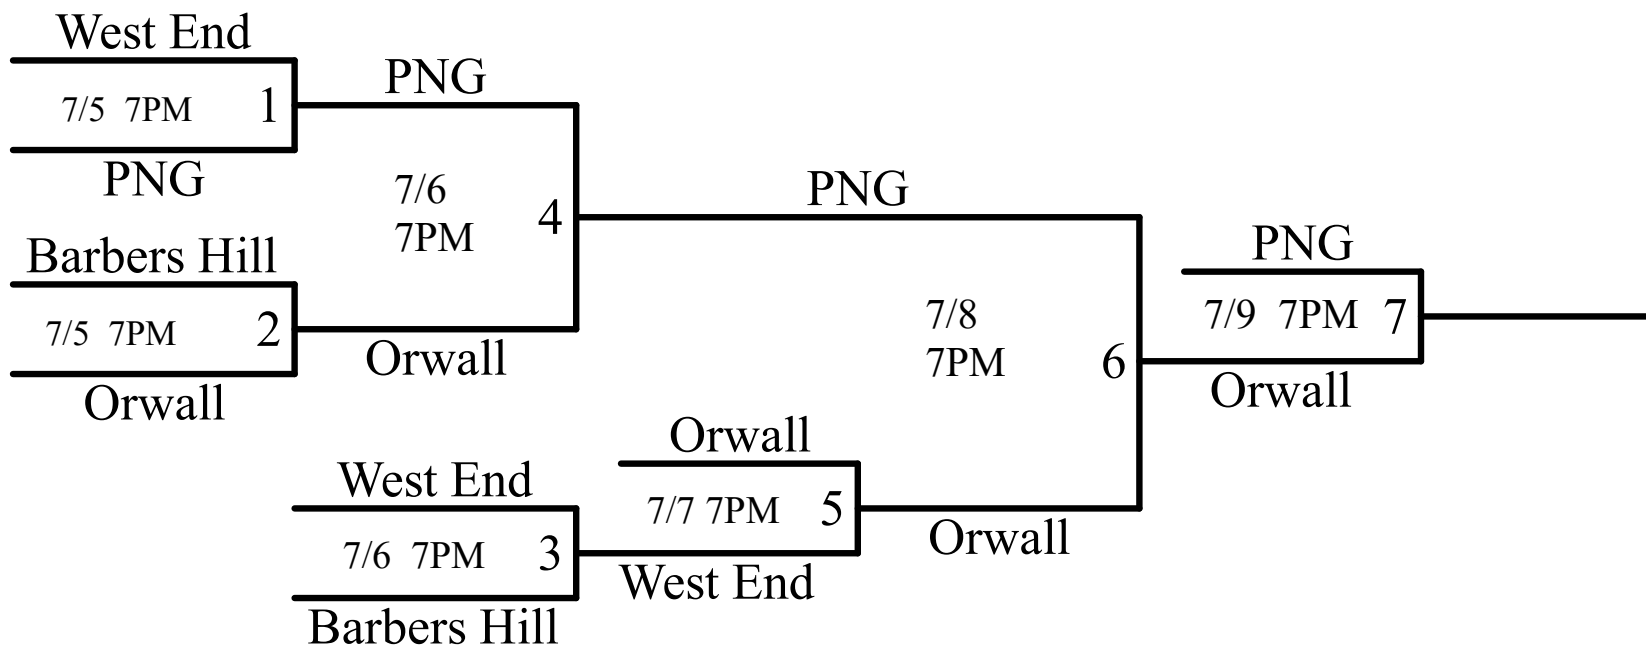 West End
7/5 7PM 1
PNG
PNG
Barbers Hill
7/5 7PM 2
Orwall
7/6
7PM
4
Orwall
West End
7/6 7PM 3
Barbers Hill
PNG
Orwall
7/7 7PM 5
West End
7/8
7PM
6
Orwall
PNG
7/9 7PM 7
Orwall